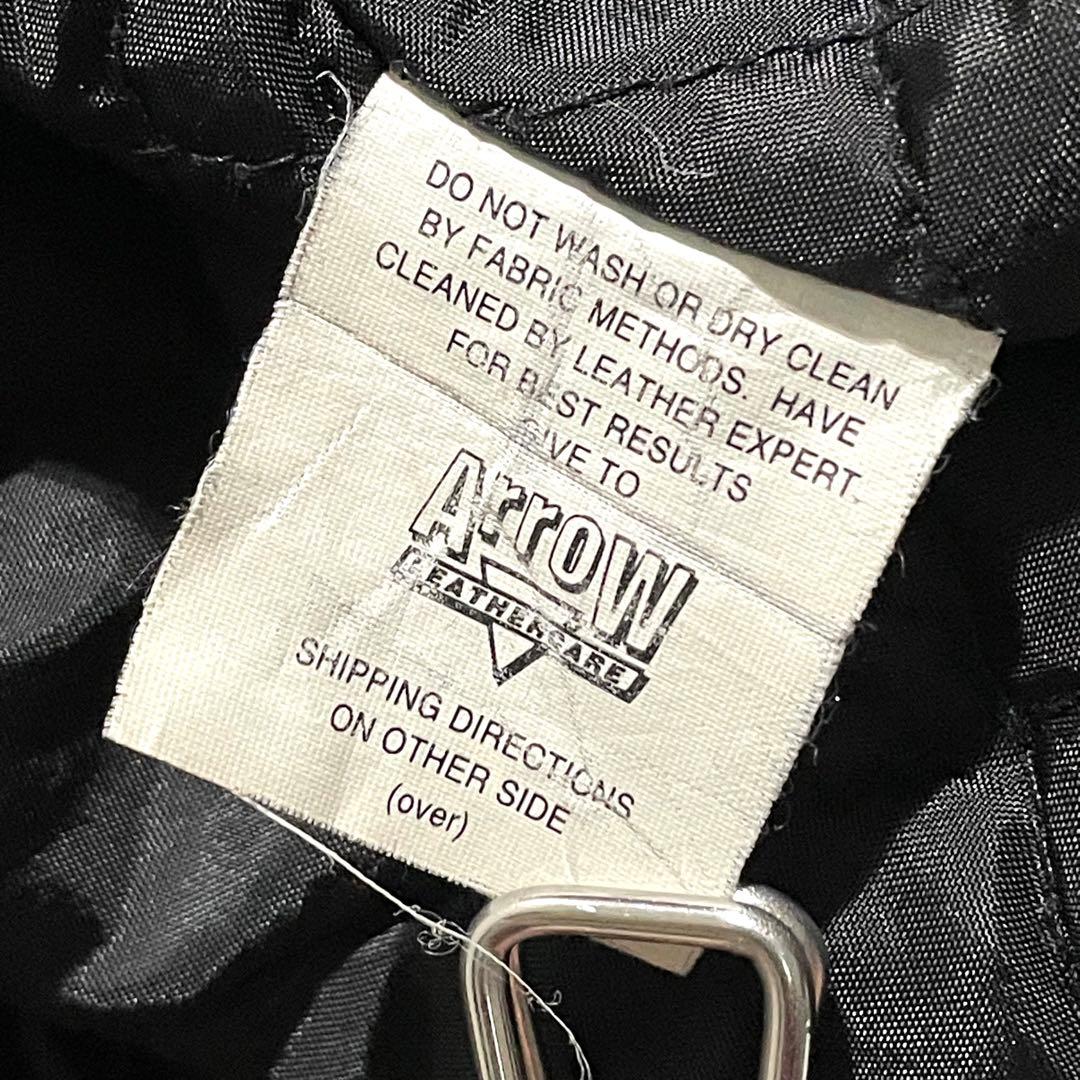 DO NOT WASH OR DRY CLEAN
BY FABRIC METHODS. HAVE
CLEANED BY LEATHER EXPERT.
FOR BEST RESULTS
GIVE TO
ArroW
LEATHERCARE
SHIPPING DIRECTIONS
ON OTHER SIDE
(over)